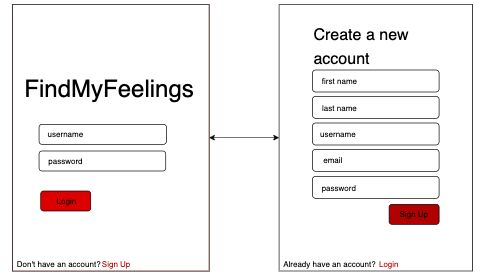 FindMyFeelings
username
password
Login
Don't have an account? Sign Up
Create a new
account
first name
last name
username
email
password
Sign Up
Already have an account? Login